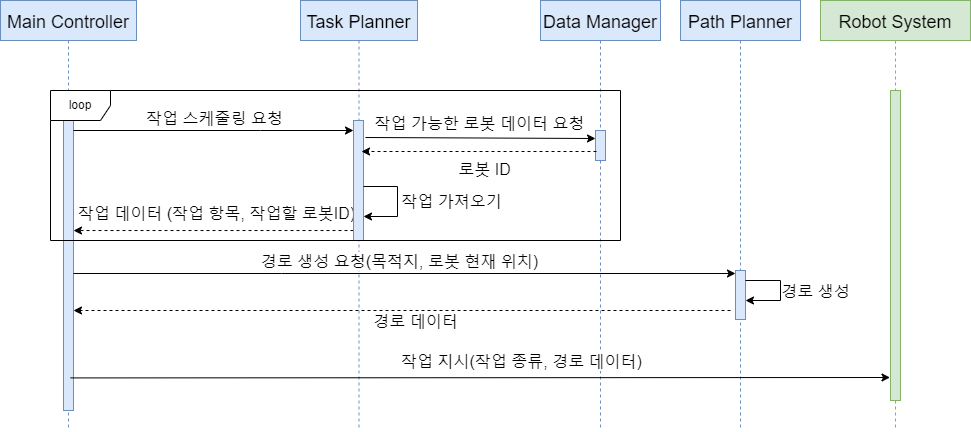 Main Controller
Task Planner
Data Manager
Path Planner
Robot System
loop
작업 스케줄링 요청
작업 가능한 로봇 데이터 요청
로봇 ID
작업 가져오기
작업 데이터 (작업 항목, 작업할 로봇ID)
경로 생성 요청(목적지, 로봇 현재 위치)
경로 생성
경로 데이터
작업 지시(작업 종류, 경로 데이터)